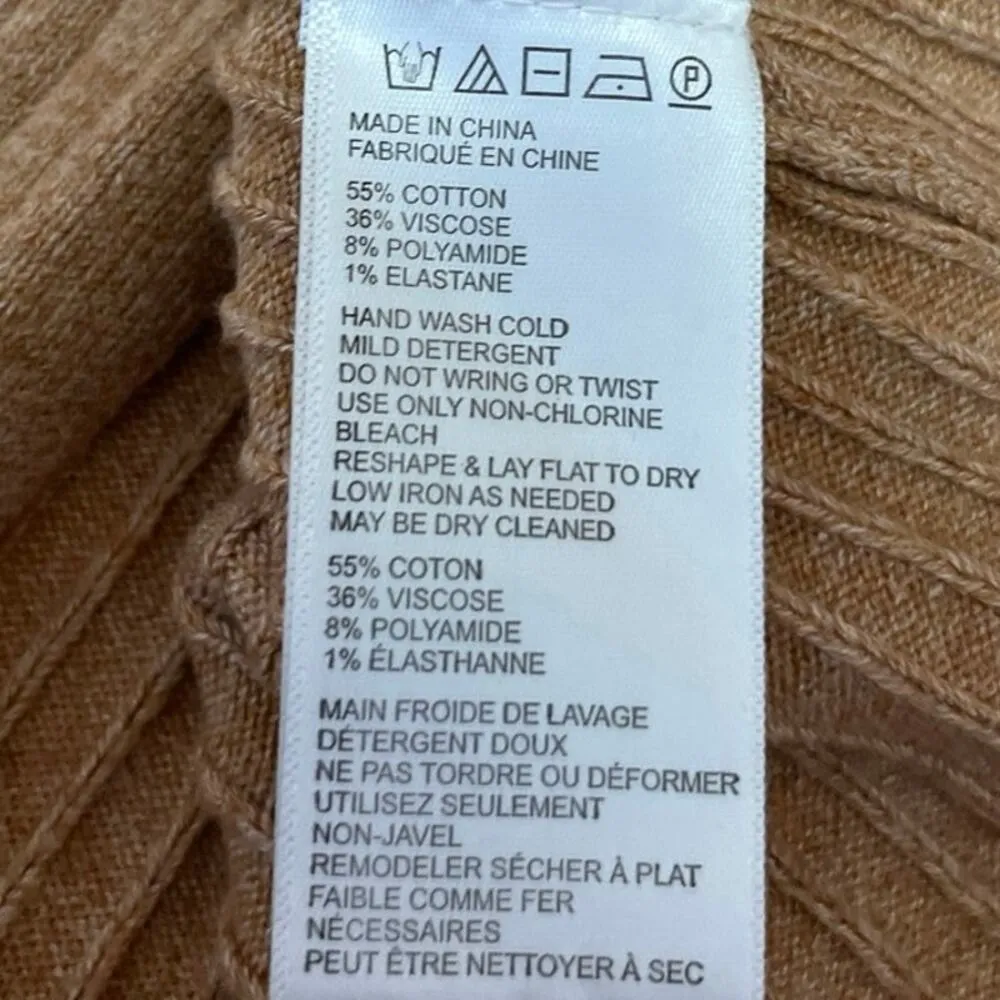 P
MADE IN CHINA
FABRIQUÉ EN CHINE
55% COTTON
36% VISCOSE
8% POLYAMIDE
1% ELASTANE
HAND WASH COLD
MILD DETERGENT
DO NOT WRING OR TWIST
USE ONLY NON-CHLORINE
BLEACH
RESHAPE & LAY FLAT TO DRY
LOW IRON AS NEEDED
MAY BE DRY CLEANED
55% COTON
36% VISCOSE
8% POLYAMIDE
1% ÉLASTHANNE
MAIN FROIDE DE LAVAGE
DÉTERGENT DOUX
NE PAS TORDRE OU DÉFORMER
UTILISEZ SEULEMENT
NON-JAVEL
REMODELER SÉCHER À PLAT
FAIBLE COMME FER
NÉCESSAIRES
PEUT ÊTRE NETTOYER À SEC